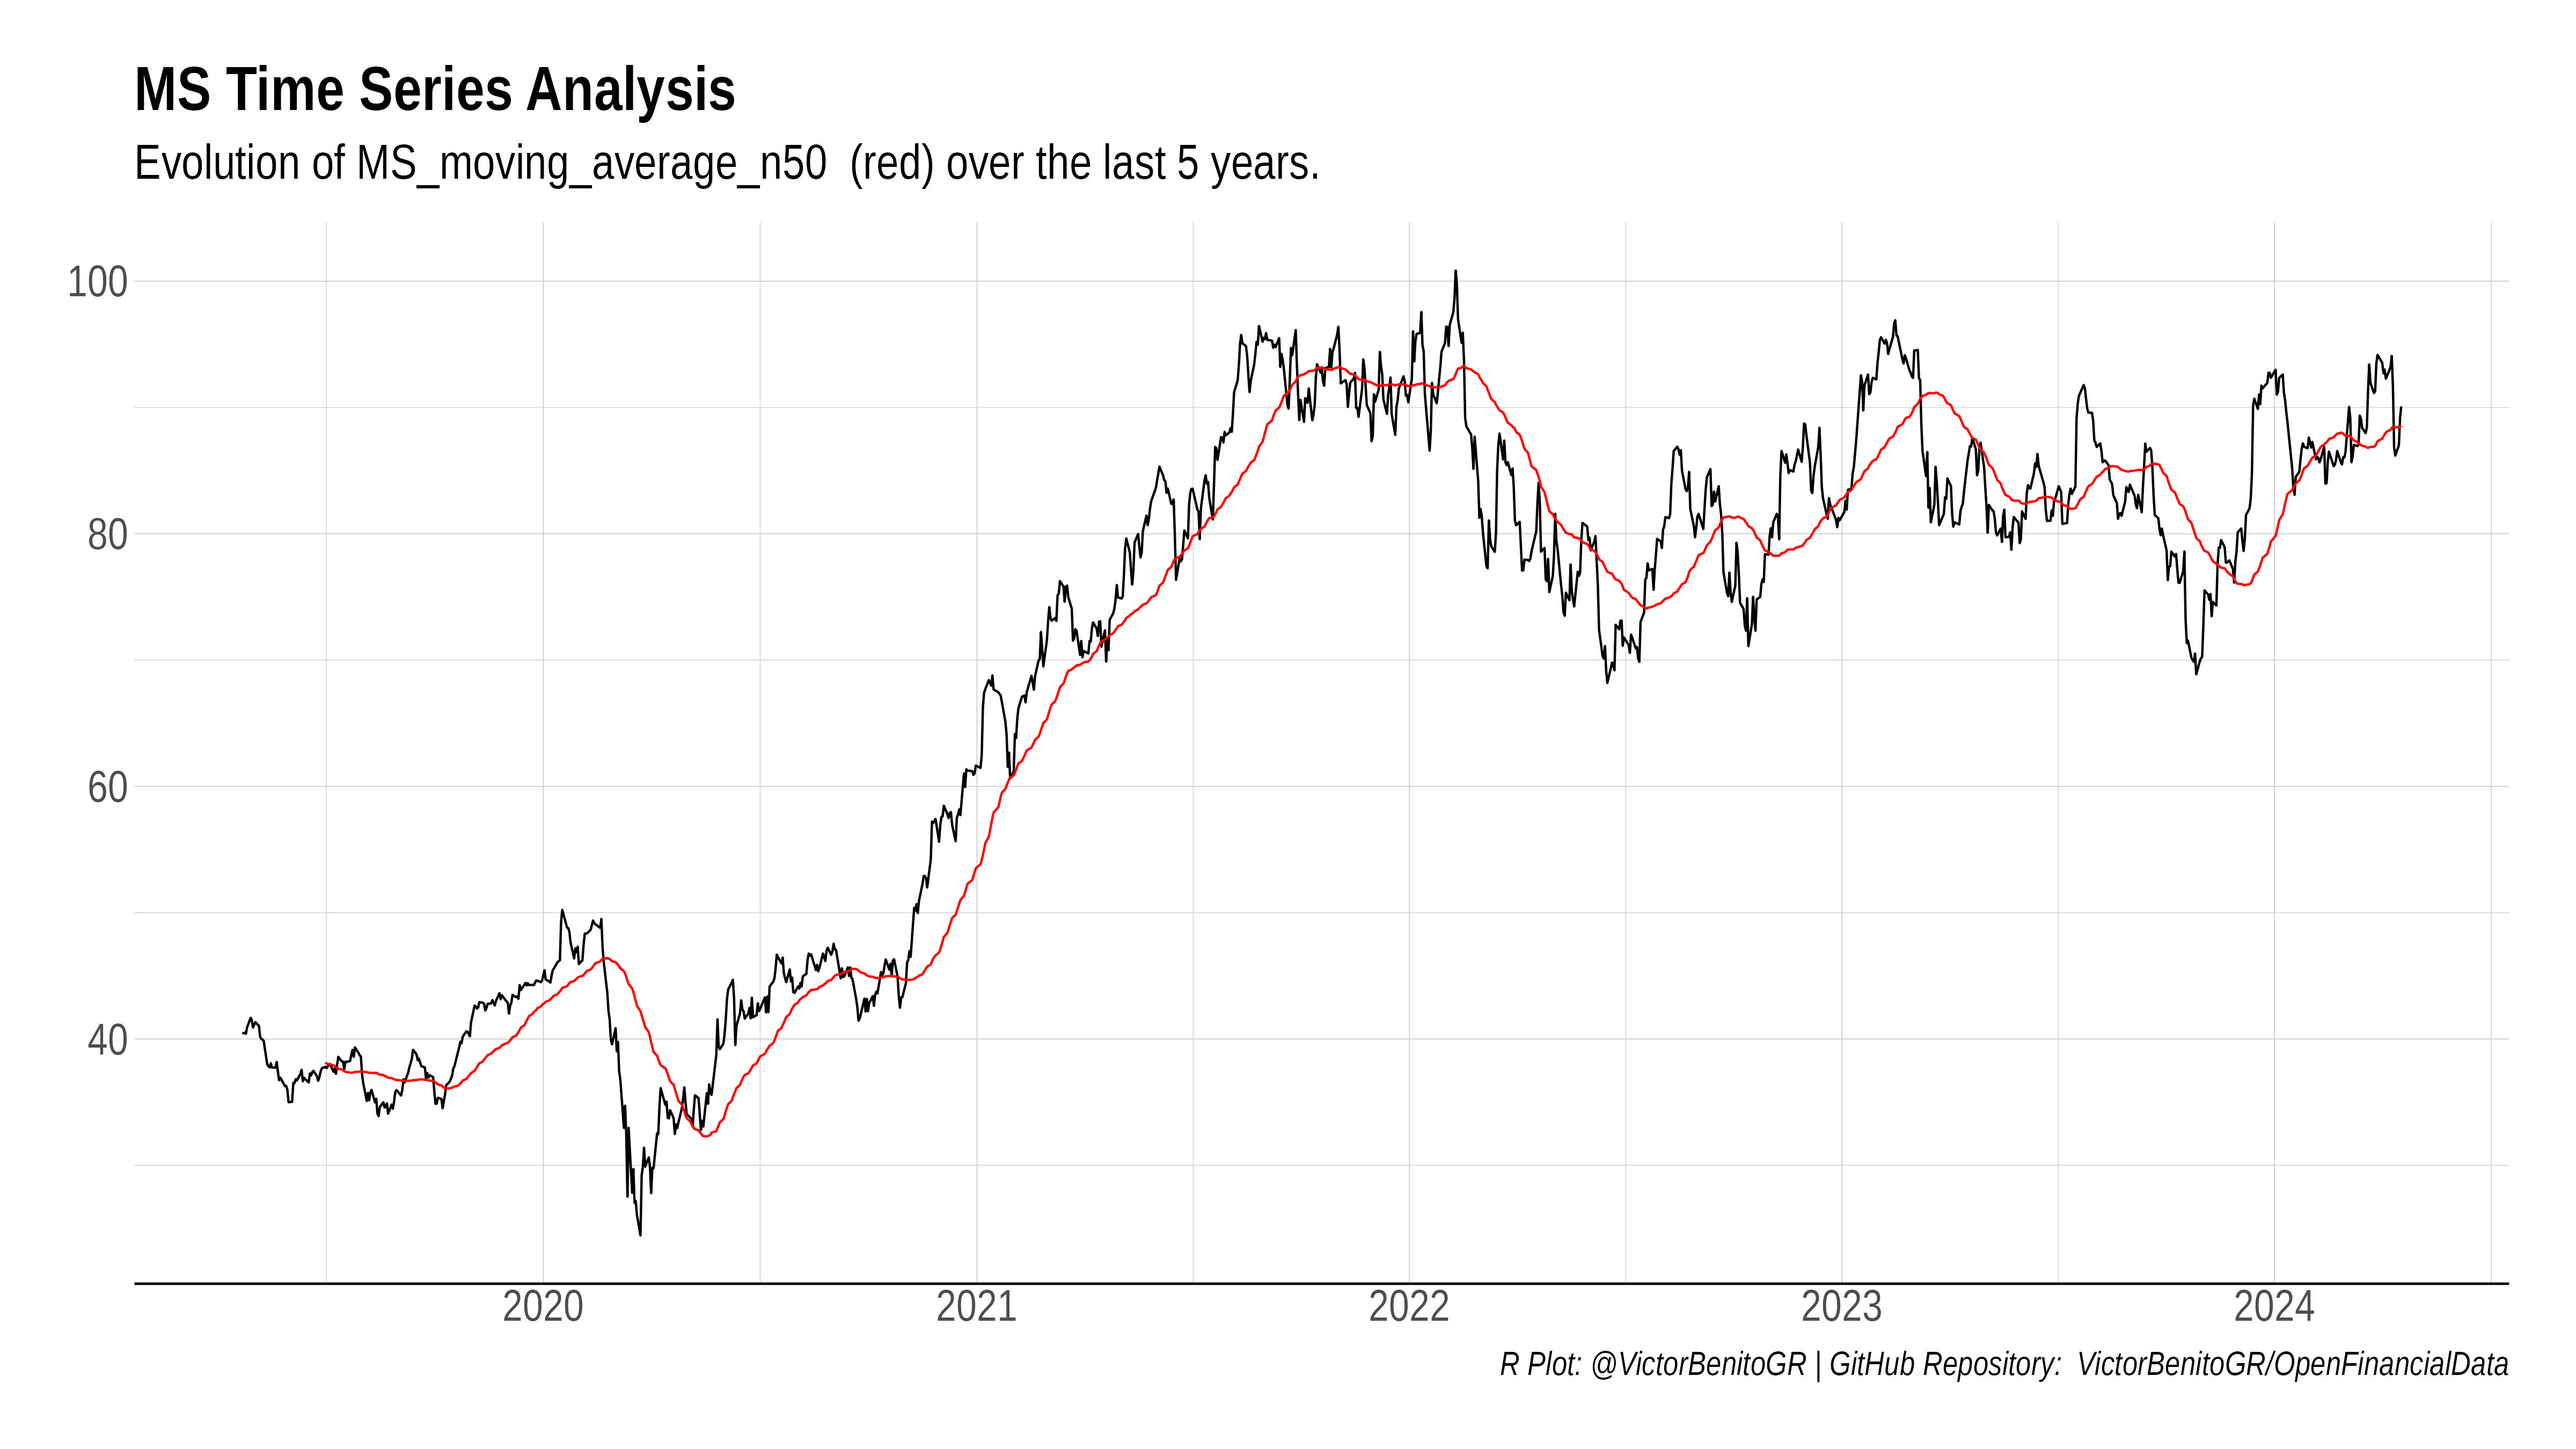 MS Time Series Analysis
Evolution of MS_moving_average_n50  (red) over the last 5 years.
100
80
60
40
2020 2021 2022 2023 2024
R Plot: @VictorBenitoGR | GitHub Repository:  VictorBenitoGR/OpenFinancialData